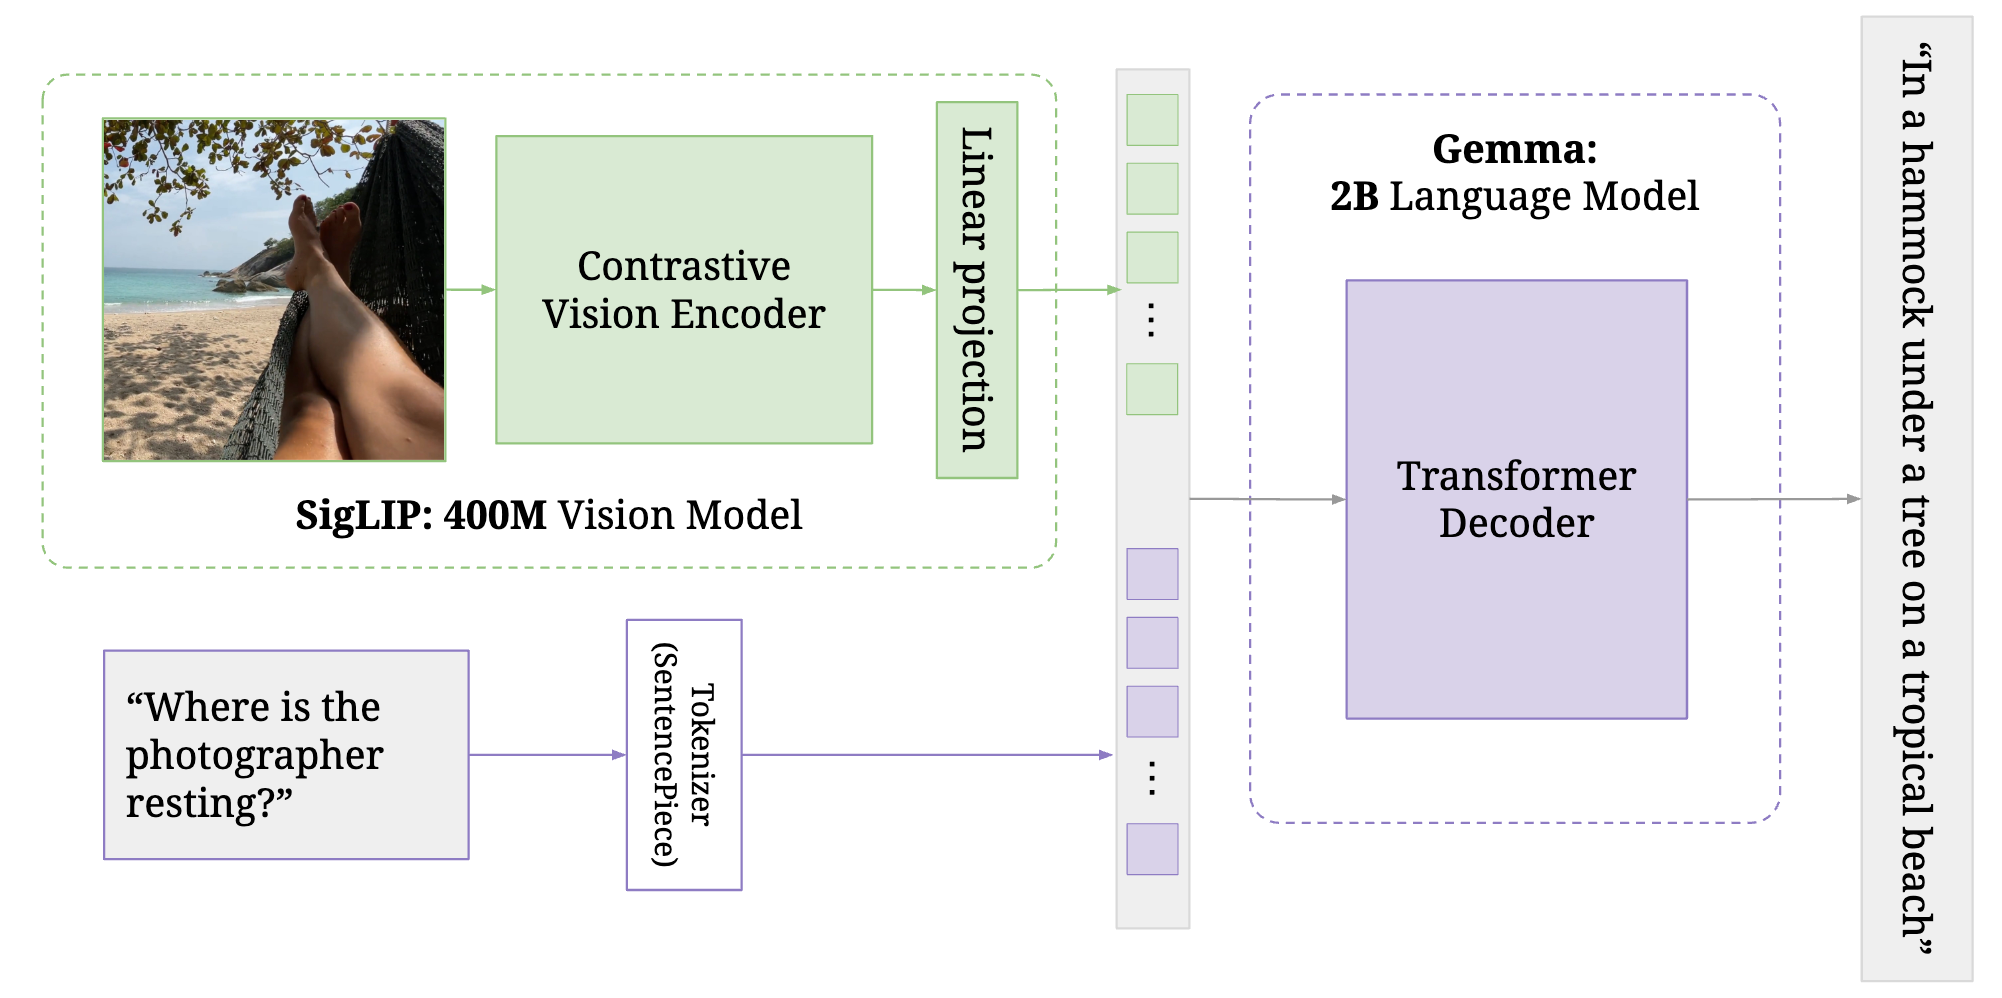 Contrastive
Vision Encoder
Linear projection
SigLIP: 400M Vision Model
“Where is the
photographer
resting?”
Tokenizer
(SentencePiece)
...
...
Gemma:
2B Language Model
Transformer
Decoder
“In a hammock under a tree on a tropical beach”